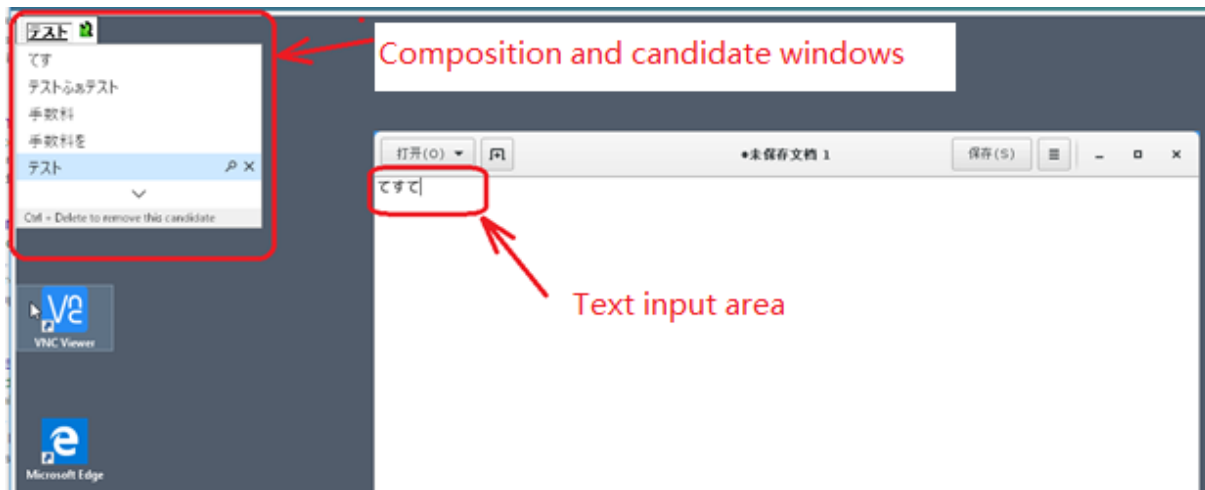 テスト
てす
テストふぁテスト
手数料
手数料を
テスト
Ctrl + Delete to remove this candidate
Composition and candidate windows
打开(O)
•未保存文档 1
保存(S)
てすて
Text input area
VNC Viewer
Microsoft Edge